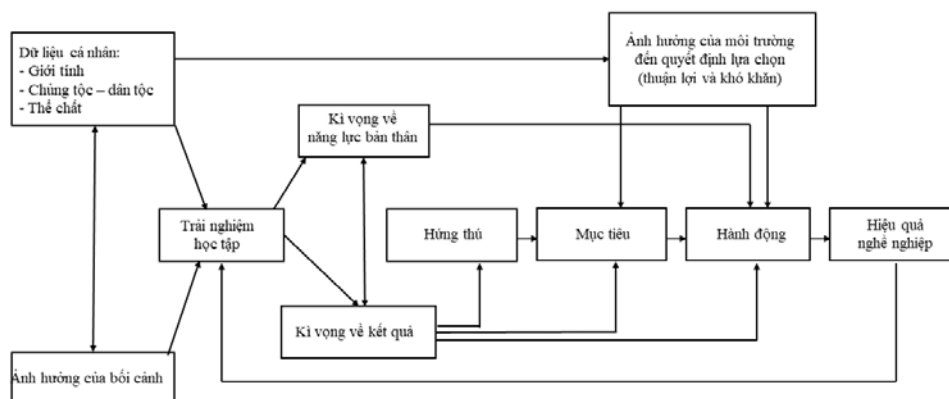 Dữ liệu cá nhân:
- Giới tính
- Chủng tộc – dân tộc
- Thể chất
Ảnh hưởng của môi trường
đến quyết định lựa chọn
(thuận lợi và khó khăn)
Kì vọng về
năng lực bản thân
Trải nghiệm
học tập
Hứng thú
Mục tiêu
Hành động
Hiệu quả
nghề nghiệp
Kì vọng về kết quả
Ảnh hưởng của bối cảnh